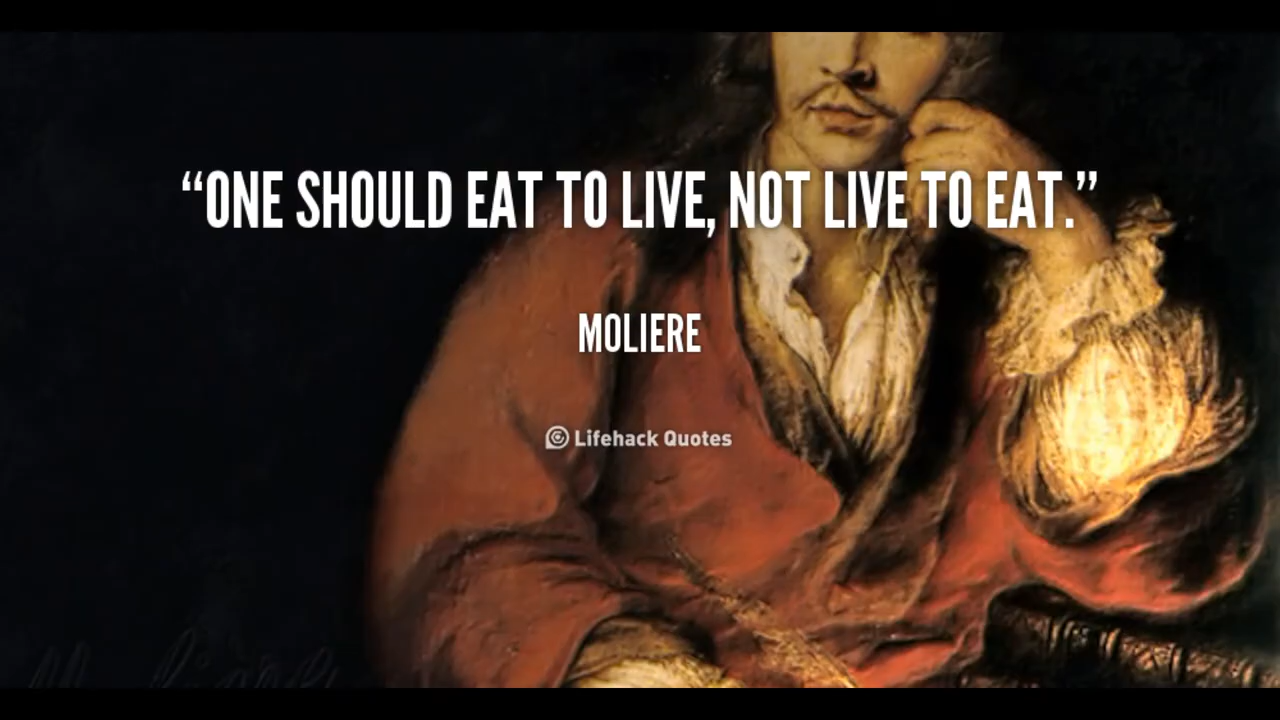 “ONE SHOULD EAT TO LIVE, NOT LIVE TO EAT.”
MOLIERE
Lifehack Quotes